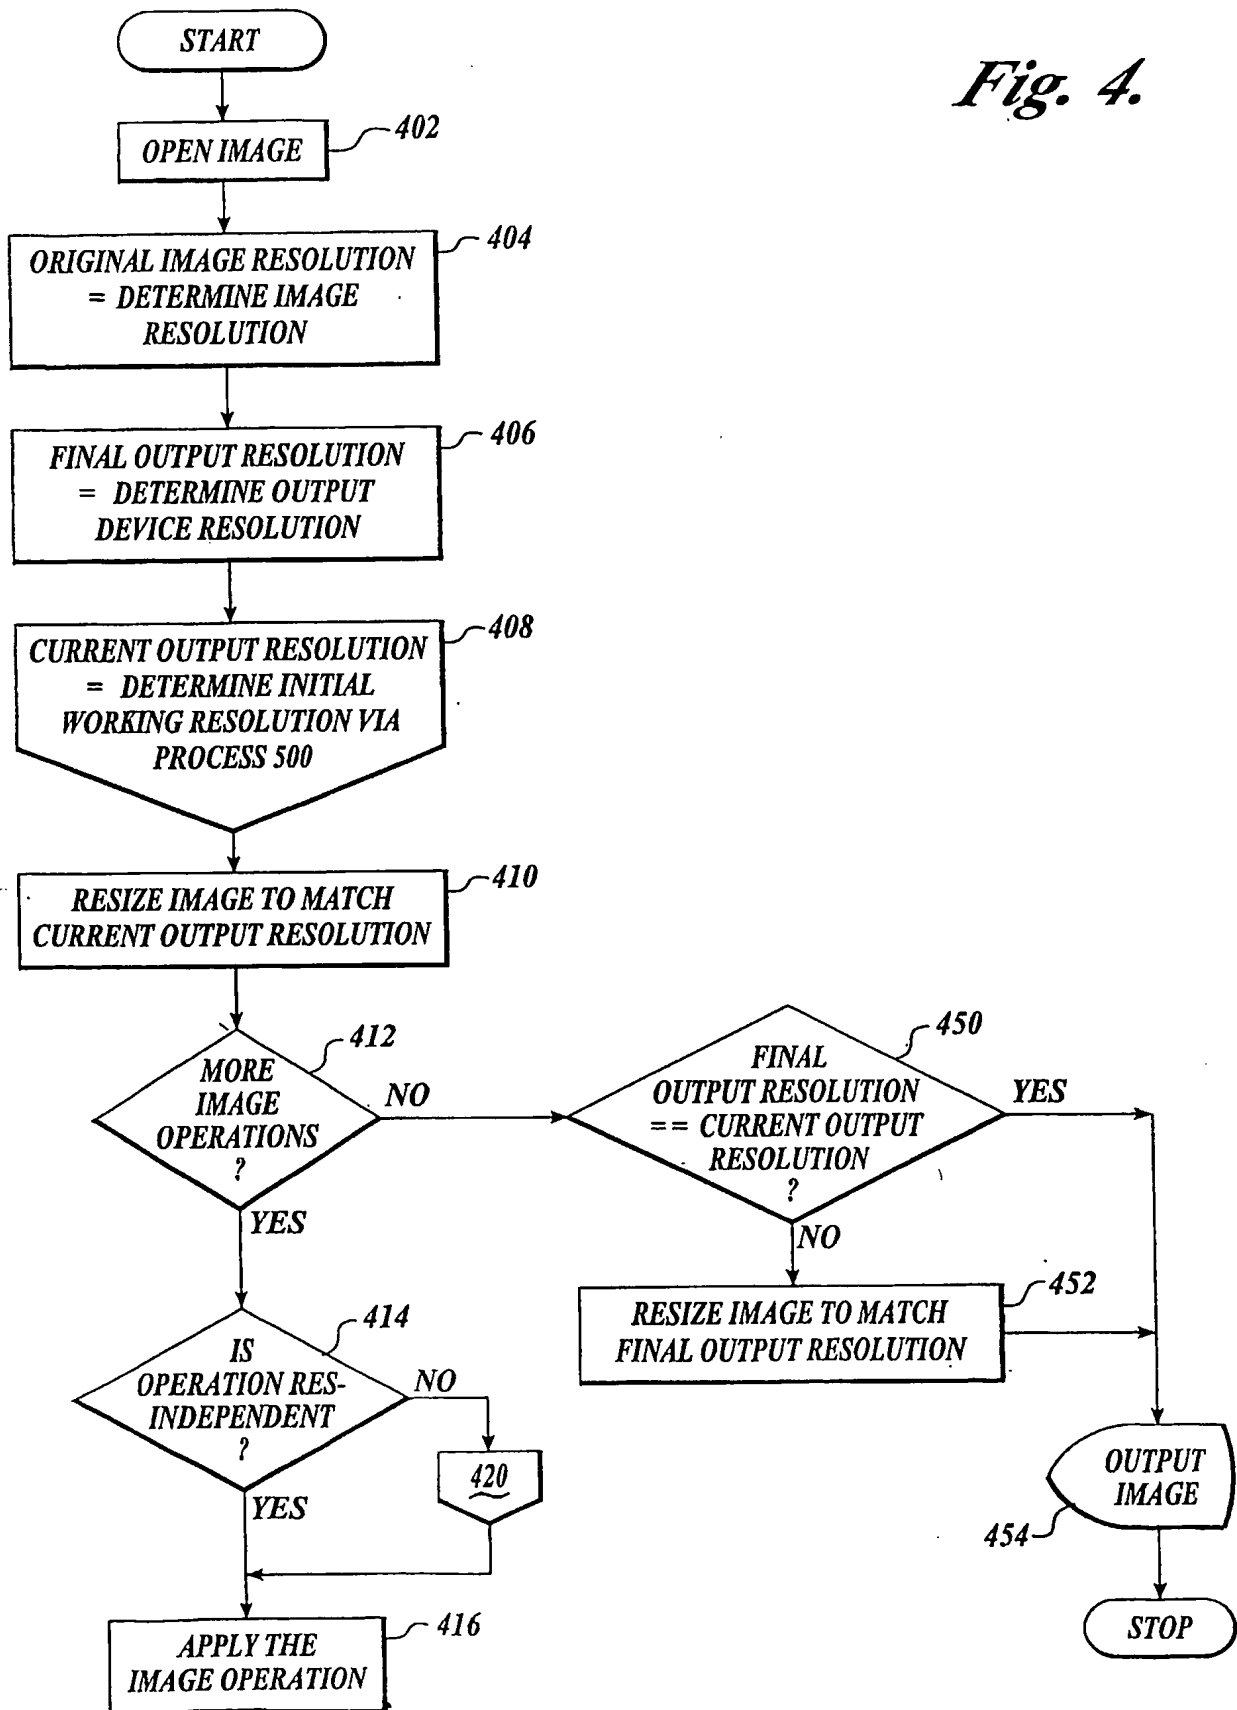 START
Fig. 4.
OPEN IMAGE
402
ORIGINAL IMAGE RESOLUTION
= DETERMINE IMAGE
RESOLUTION
404
FINAL OUTPUT RESOLUTION
= DETERMINE OUTPUT
DEVICE RESOLUTION
406
CURRENT OUTPUT RESOLUTION
= DETERMINE INITIAL
WORKING RESOLUTION VIA
PROCESS 500
408
RESIZE IMAGE TO MATCH
CURRENT OUTPUT RESOLUTION
410
MORE
IMAGE
OPERATIONS
?
412
NO
YES
FINAL
OUTPUT RESOLUTION
== CURRENT OUTPUT
RESOLUTION
?
450
YES
NO
RESIZE IMAGE TO MATCH
FINAL OUTPUT RESOLUTION
452
IS
OPERATION RES-
INDEPENDENT
?
414
NO
420
YES
OUTPUT
IMAGE
454
STOP
APPLY THE
IMAGE OPERATION
416